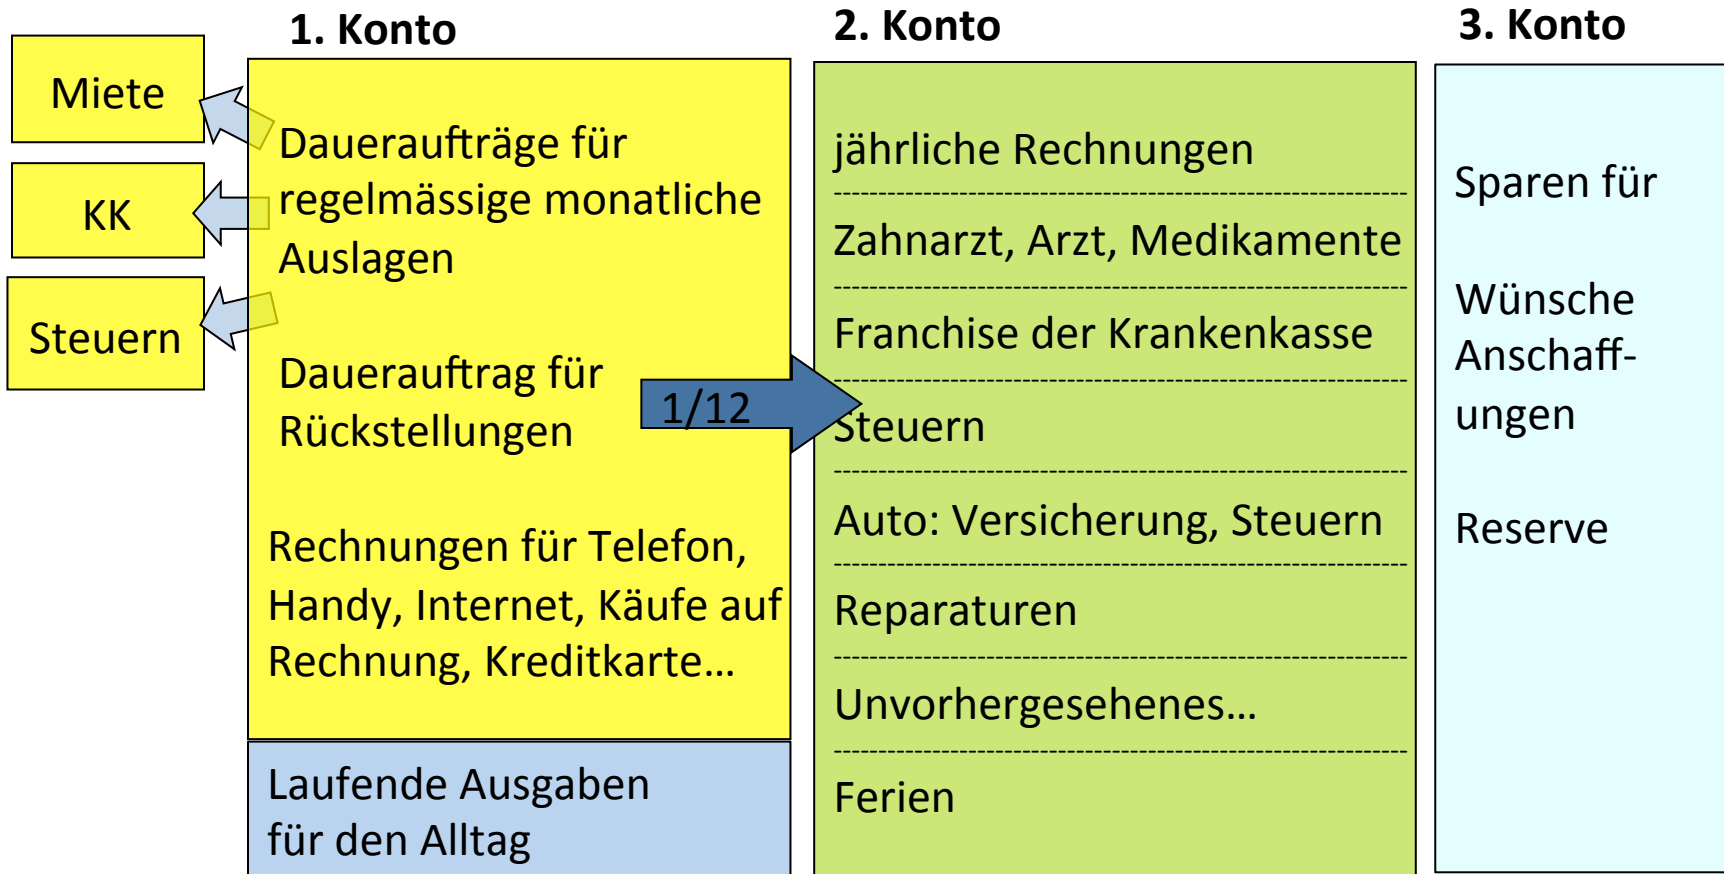 1. Konto
2. Konto
3. Konto
Miete
KK
Steuern
Daueraufträge für
regelmässige monatliche
Auslagen
Dauerauftrag für
Rückstellungen
1/12
Rechnungen für Telefon,
Handy, Internet, Käufe auf
Rechnung, Kreditkarte...
Laufende Ausgaben
für den Alltag
jährliche Rechnungen
Zahnarzt, Arzt, Medikamente
Franchise der Krankenkasse
Steuern
Auto: Versicherung, Steuern
Reparaturen
Unvorhergesehenes...
Ferien
Sparen für
Wünsche
Anschaff-
ungen
Reserve